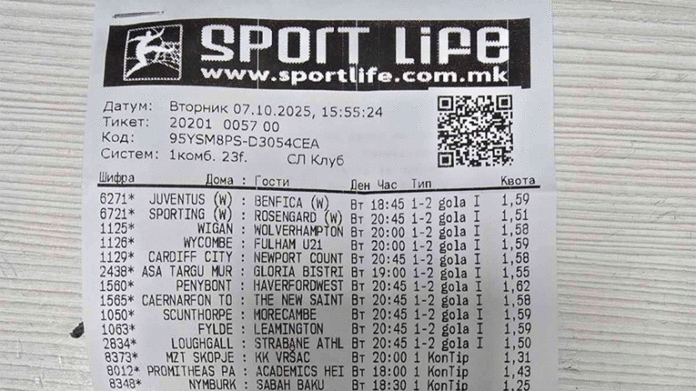 SPORT LIFE
www.sportlife.com.mk
Датум: Вторник 07.10.2025, 15:55:24
Тикет: 20201 0057 00
Код: 95YSM8PS-D3054CEA
Систем: 1комб. 23f. СЛ Клуб
Шифра Дома : Гости Ден Час Тип Квота
6271* JUVENTUS (W) : BENFICA (W) Вт 18:45 1-2 gola I 1,59
6721* SPORTING (W) : ROSENGARD (W) Вт 20:45 1-2 gola I 1,51
1125* WIGAN : WOLVERHAMPTON Вт 20:45 1-2 gola I 1,58
1126* WYCOMBE : FULHAM U21 Вт 20:00 1-2 gola I 1,58
1129* CARDIFF CITY : NEWPORT COUNT Вт 20:00 1-2 gola I 1,58
2438* ASA TARGU MUR : GLORIA BISTRI Вт 19:00 1-2 gola I 1,55
1560* PENYBONT : HAVERFORDWEST Вт 20:45 1-2 gola I 1,62
1565* CAERNARFON TO : THE NEW SAINT Вт 20:45 1-2 gola I 1,58
1050* SCUNTHORPE : MORECAMBE Вт 20:45 1-2 gola I 1,59
1063* FYLDE : LEAMINGTON Вт 20:45 1-2 gola I 1,59
2834* LOUGHGALL : STRABANE ATHL Вт 20:45 1-2 gola I 1,50
8373* MZT SKOPJE : KK VRŠAC Вт 20:00 1 KonTip 1,31
8012* PROMITHEAS PA : ACADEMICS HEI Вт 18:00 1 KonTip 1,43
8348* NYMBURK : SABAH BAKU Вт 18:30 1 KonTip 1,25